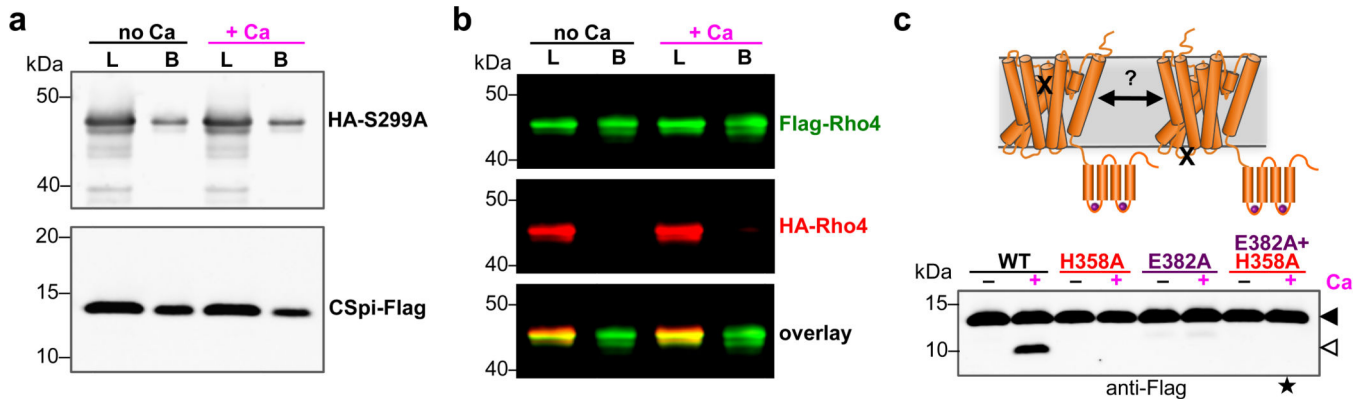 a
no Ca + Ca
kDa L B L B
50
HA-S299A
40
20
15
CSpi-Flag
10
b
no Ca + Ca
kDa L B L B
50
Flag-Rho4
40
50
HA-Rho4
40
50
overlay
40
c
X ? X
E382A+
WT H358A E382A H358A
kDa − + − + − + − + Ca
15
10
anti-Flag ★